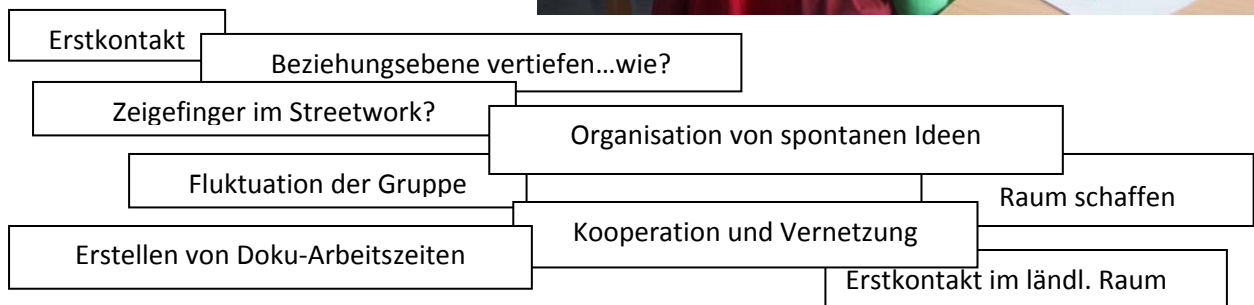 Erstkontakt
Beziehungsebene vertiefen…wie?
Zeigefinger im Streetwork?
Organisation von spontanen Ideen
Fluktuation der Gruppe
Raum schaffen
Kooperation und Vernetzung
Erstellen von Doku-Arbeitszeiten
Erstkontakt im ländl. Raum